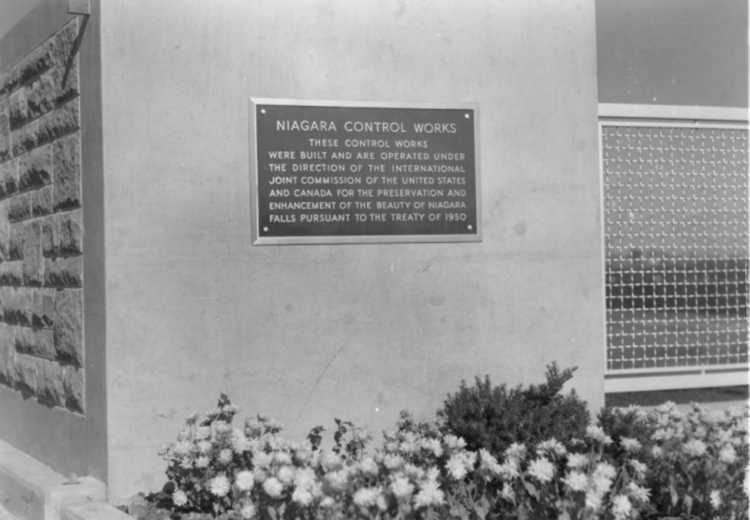 NIAGARA CONTROL WORKS
THESE CONTROL WORKS
WERE BUILT AND ARE OPERATED UNDER
THE DIRECTION OF THE INTERNATIONAL
JOINT COMMISSION OF THE UNITED STATES
AND CANADA FOR THE PRESERVATION AND
ENHANCEMENT OF THE BEAUTY OF NIAGARA
FALLS PURSUANT TO THE TREATY OF 1950